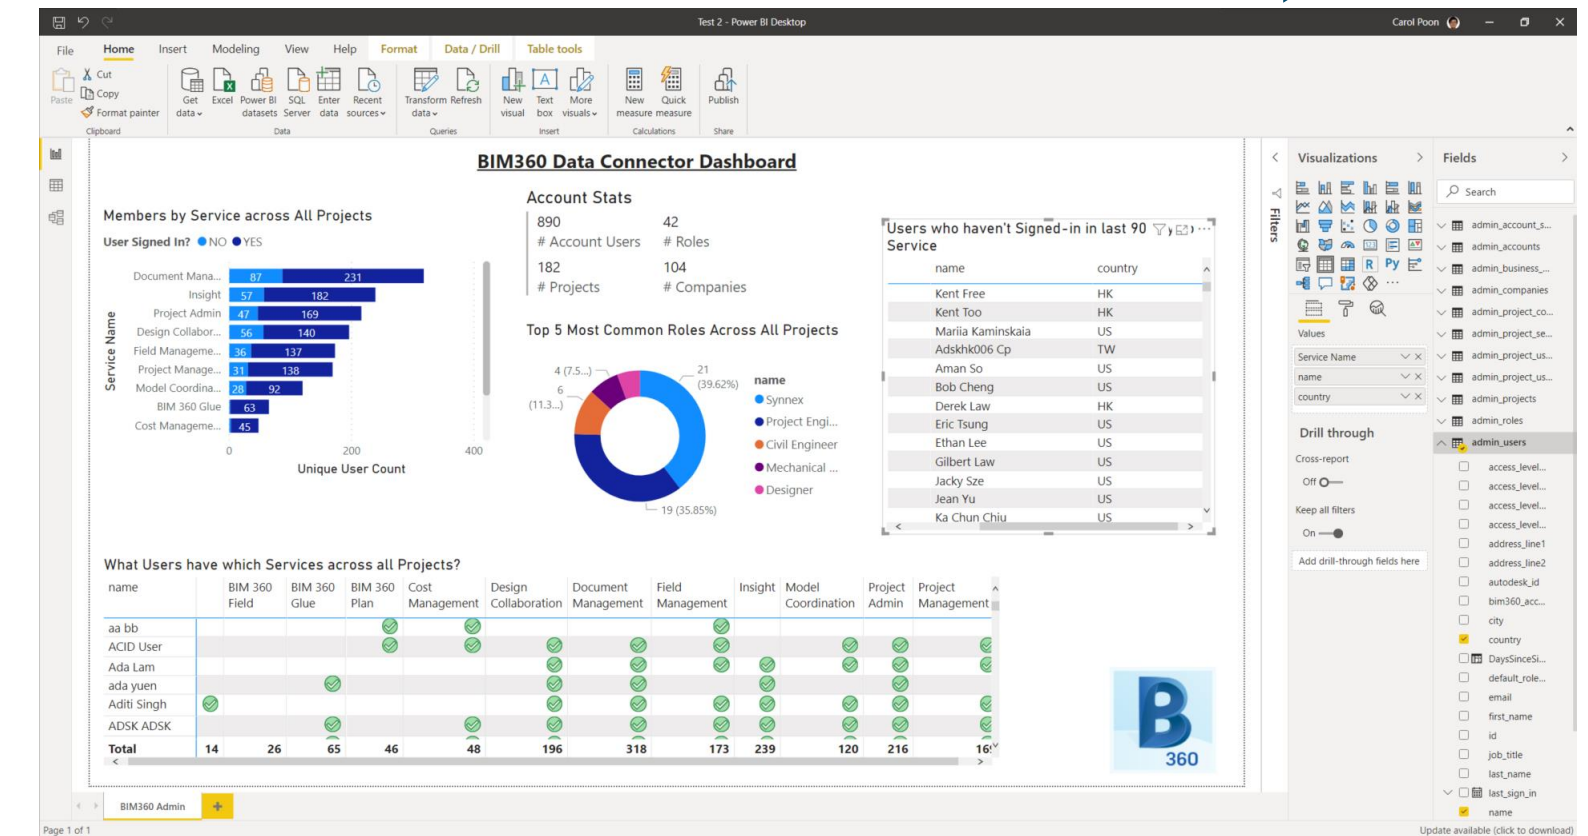 Test 2 - Power BI Desktop
Carol Poon
File Home Insert Modeling View Help Format Data / Drill Table tools
Paste
Cut
Copy
Format painter
Clipboard
Get data
Excel
Power BI datasets
SQL Server
Enter data
Recent sources
Data
Transform data
Refresh
Queries
New visual
Text box
More visuals
Insert
New measure
Quick measure
Calculations
Publish
Share
BIM360 Data Connector Dashboard
Members by Service across All Projects
User Signed In? NO YES
Service Name
Document Mana... 87 231
Insight 57 182
Project Admin 47 169
Design Collabor... 56 140
Field Manageme... 36 137
Project Manage... 31 138
Model Coordina... 28 92
BIM 360 Glue 63
Cost Manageme... 45
0 200 400
Unique User Count
Account Stats
890 42
# Account Users # Roles
182 104
# Projects # Companies
Top 5 Most Common Roles Across All Projects
21 (39.62%)
19 (35.85%)
6 (11.3...)
4 (7.5...)
name
Synnex
Project Engi...
Civil Engineer
Mechanical ...
Designer
Users who haven't Signed-in in last 90
Service
name country
Kent Free HK
Kent Too HK
Mariia Kaminskaia US
Adskhk006 Cp TW
Aman So US
Bob Cheng US
Derek Law HK
Eric Tsung US
Ethan Lee US
Gilbert Law US
Jacky Sze US
Jean Yu US
Ka Chun Chiu US
What Users have which Services across all Projects?
name BIM 360 Field BIM 360 Glue BIM 360 Plan Cost Management Design Collaboration Document Management Field Management Insight Model Coordination Project Admin Project Management
aa bb
ACID User
Ada Lam
ada yuen
Aditi Singh
ADSK ADSK
Total 14 26 65 46 48 196 318 173 239 120 216
B
360
Filters
Visualizations
R Py
Values
Service Name
name
country
Drill through
Cross-report
Off
Keep all filters
On
Add drill-through fields here
Fields
Search
admin_account_s...
admin_accounts
admin_business_...
admin_companies
admin_project_co...
admin_project_se...
admin_project_us...
admin_project_us...
admin_projects
admin_roles
admin_users
access_level...
access_level...
access_level...
access_level...
address_line1
address_line2
autodesk_id
bim360_acc...
city
country
DaysSinceSi...
default_role...
email
first_name
id
job_title
last_name
last_sign_in
name
BIM360 Admin
Page 1 of 1
Update available (click to download)